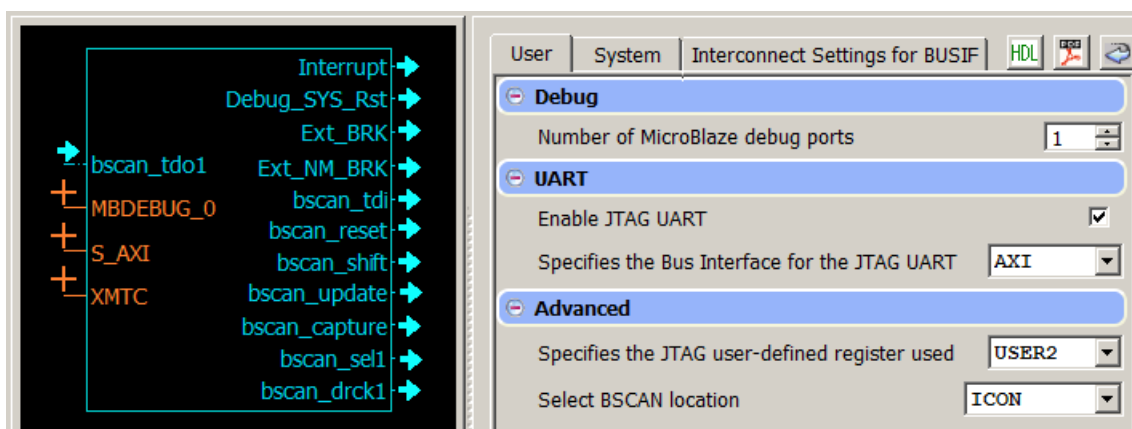 Interrupt
Debug_SYS_Rst
Ext_BRK
bscan_tdo1
Ext_NM_BRK
MBDEBUG_0
bscan_tdi
bscan_reset
S_AXI
bscan_shift
XMTC
bscan_update
bscan_capture
bscan_sel1
bscan_drck1
User System Interconnect Settings for BUSIF HDL PDF
Debug
Number of MicroBlaze debug ports 1
UART
Enable JTAG UART
Specifies the Bus Interface for the JTAG UART AXI
Advanced
Specifies the JTAG user-defined register used USER2
Select BSCAN location ICON